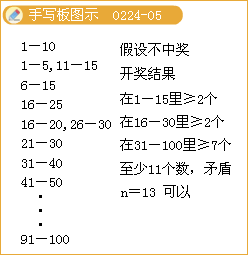 手写板图示 0224-05
1—10
1—5,11—15
6—15
16—25
16—20,26—30
21—30
31—40
41—50
91—100
假设不中奖
开奖结果
在1—15里≥2个
在16—30里≥2个
在31—100里≥7个
至少11个数，矛盾
n＝13 可以